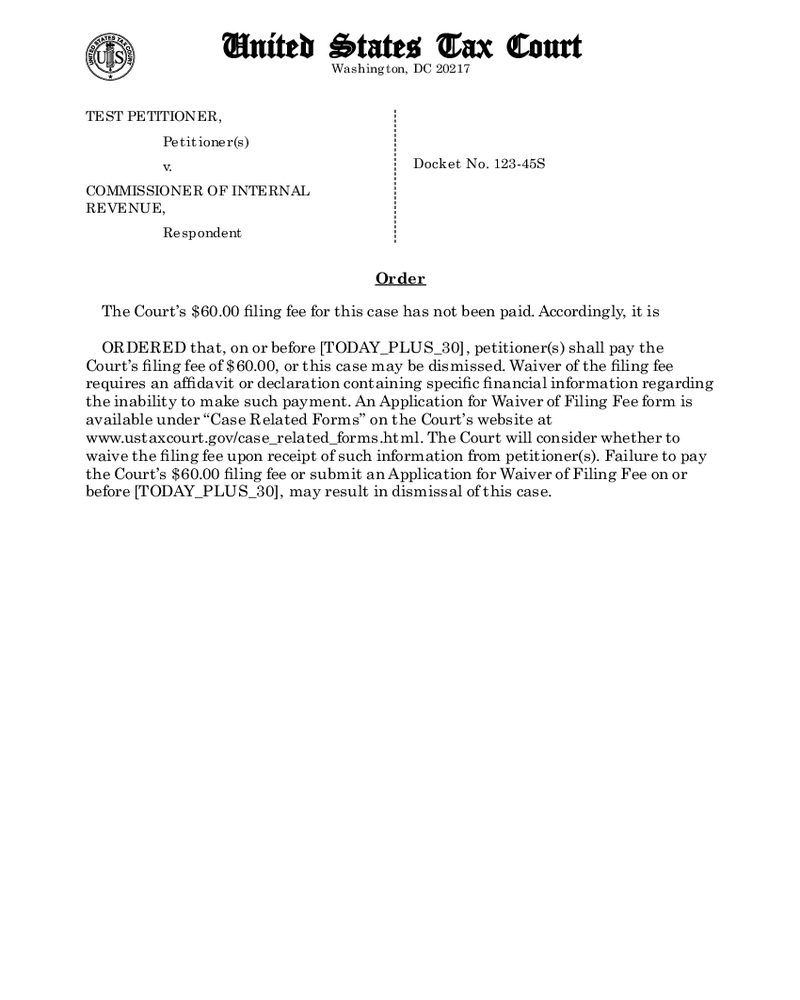 UNITED STATES TAX COURT
US
United States Tax Court
Washington, DC 20217
TEST PETITIONER,
Petitioner(s)
v.
COMMISSIONER OF INTERNAL
REVENUE,
Respondent
Docket No. 123-45S
Order
The Court’s $60.00 filing fee for this case has not been paid. Accordingly, it is
ORDERED that, on or before [TODAY_PLUS_30], petitioner(s) shall pay the
Court’s filing fee of $60.00, or this case may be dismissed. Waiver of the filing fee
requires an affidavit or declaration containing specific financial information regarding
the inability to make such payment. An Application for Waiver of Filing Fee form is
available under “Case Related Forms” on the Court’s website at
www.ustaxcourt.gov/case_related_forms.html. The Court will consider whether to
waive the filing fee upon receipt of such information from petitioner(s). Failure to pay
the Court’s $60.00 filing fee or submit an Application for Waiver of Filing Fee on or
before [TODAY_PLUS_30], may result in dismissal of this case.